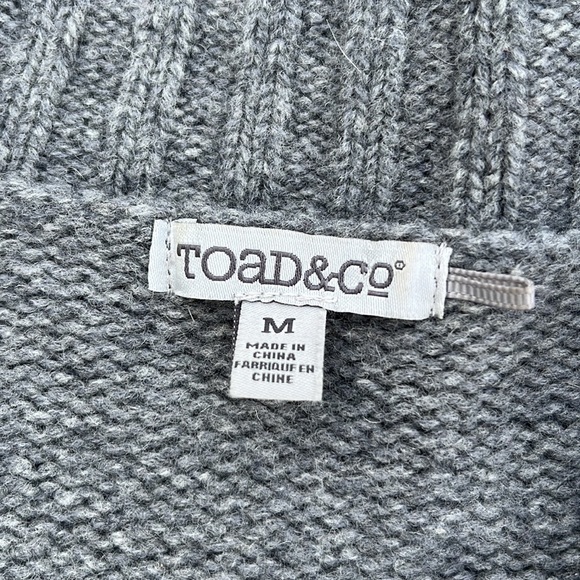 TOAD&CO®
M
MADE IN
CHINA
FABRIQUE EN
CHINE